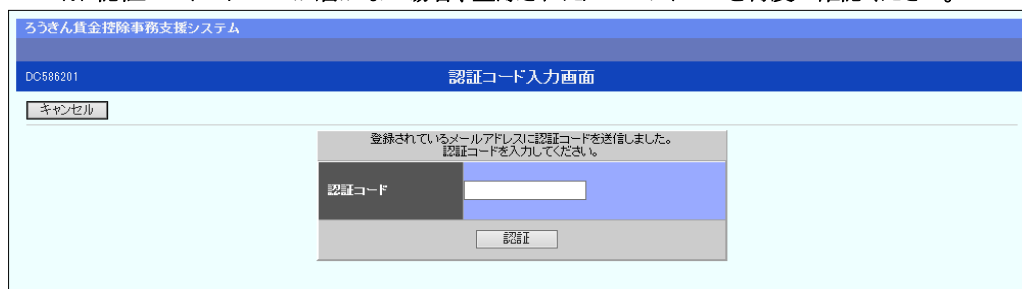 ろうきん賃金控除事務支援システム
DC586201
認証コード入力画面
キャンセル
登録されているメールアドレスに認証コードを送信しました。
認証コードを入力してください。
認証コード
認証